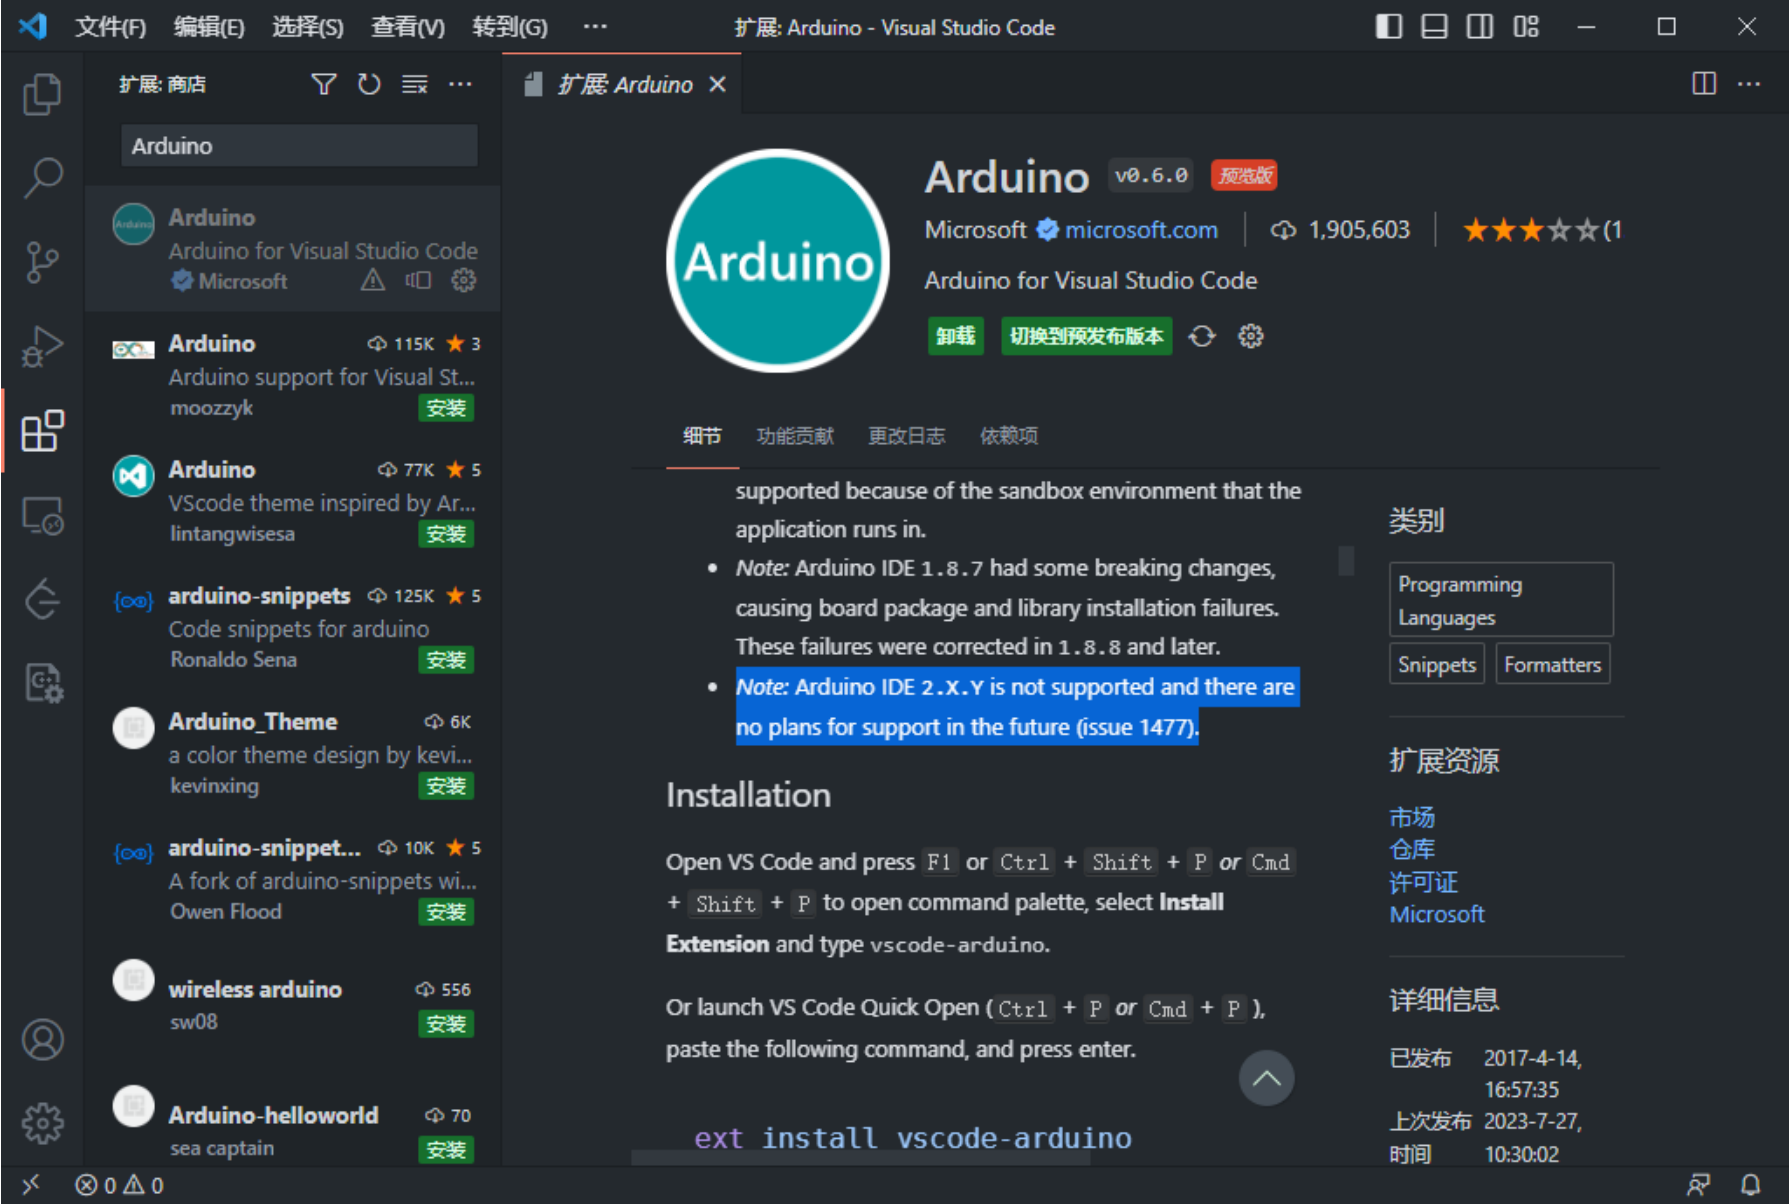 文件(F) 编辑(E) 选择(S) 查看(V) 转到(G) ··· 扩展: Arduino - Visual Studio Code
扩展: 商店
Arduino
Arduino
Arduino for Visual Studio Code
Microsoft
Arduino 115K ★ 3
Arduino support for Visual St...
moozzyk 安装
Arduino 77K ★ 5
VScode theme inspired by Ar...
lintangwisesa 安装
arduino-snippets 125K ★ 5
Code snippets for arduino
Ronaldo Sena 安装
Arduino_Theme 6K
a color theme design by kevi...
kevinxing 安装
arduino-snippet... 10K ★ 5
A fork of arduino-snippets wi...
Owen Flood 安装
wireless arduino 556
sw08 安装
Arduino-helloworld 70
sea captain 安装
扩展: Arduino
Arduino
Arduino v0.6.0 预览版
Microsoft microsoft.com 1,905,603 ★★★☆☆(1
Arduino for Visual Studio Code
卸载 切换到预发布版本
细节 功能贡献 更改日志 依赖项
supported because of the sandbox environment that the
application runs in.
• Note: Arduino IDE 1.8.7 had some breaking changes,
causing board package and library installation failures.
These failures were corrected in 1.8.8 and later.
• Note: Arduino IDE 2.X.Y is not supported and there are
no plans for support in the future (issue 1477).
Installation
Open VS Code and press F1 or Ctrl + Shift + P or Cmd
+ Shift + P to open command palette, select Install
Extension and type vscode-arduino.
Or launch VS Code Quick Open (Ctrl + P or Cmd + P ),
paste the following command, and press enter.
ext install vscode-arduino
类别
Programming
Languages
Snippets Formatters
扩展资源
市场
仓库
许可证
Microsoft
详细信息
已发布 2017-4-14,
16:57:35
上次发布 2023-7-27,
时间 10:30:02
0 0